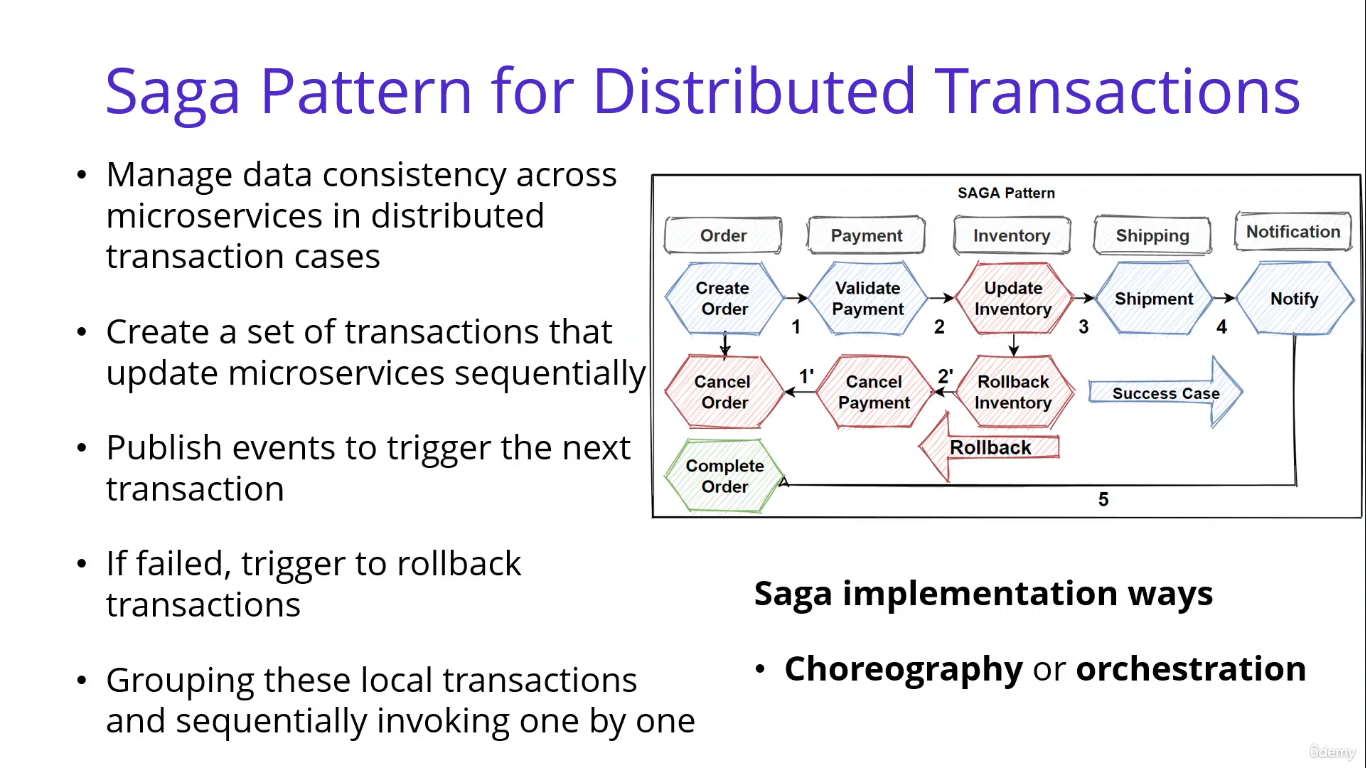 Saga Pattern for Distributed Transactions
• Manage data consistency across
microservices in distributed
transaction cases
• Create a set of transactions that
update microservices sequentially
• Publish events to trigger the next
transaction
• If failed, trigger to rollback
transactions
• Grouping these local transactions
and sequentially invoking one by one
SAGA Pattern
Order
Payment
Inventory
Shipping
Notification
Create
Order
1
Validate
Payment
2
Update
Inventory
3
Shipment
4
Notify
Cancel
Order
1'
Cancel
Payment
2'
Rollback
Inventory
Success Case
Rollback
Complete
Order
5
Saga implementation ways
• Choreography or orchestration
ûdemy